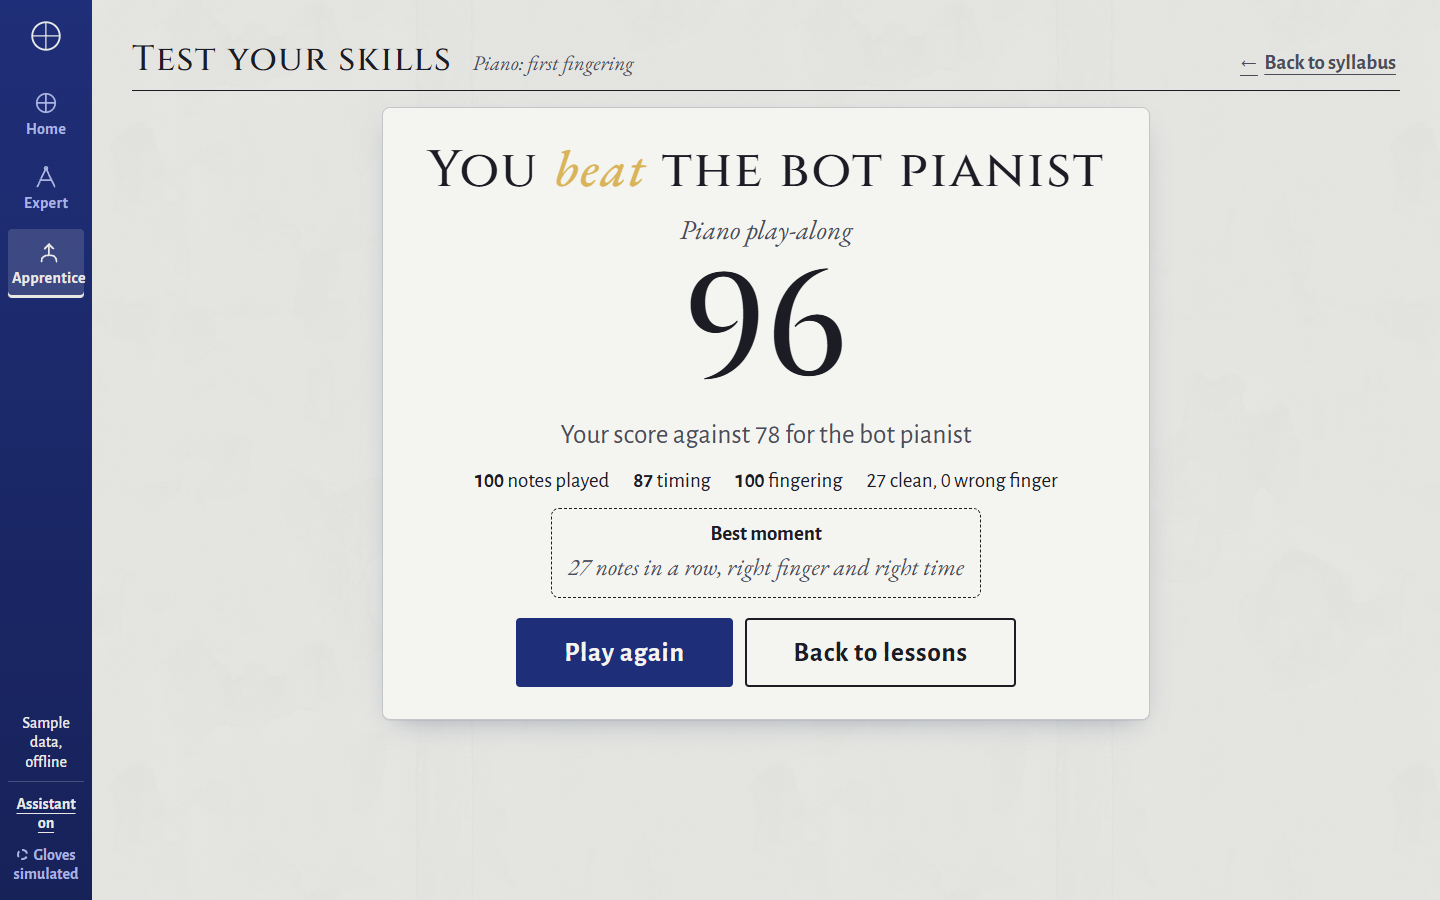 Home
Expert
Apprentice
Sample
data,
offline
Assistant
on
Gloves
simulated
Test your skills Piano: first fingering
← Back to syllabus
You beat the bot pianist
Piano play-along
96
Your score against 78 for the bot pianist
100 notes played 87 timing 100 fingering 27 clean, 0 wrong finger
Best moment
27 notes in a row, right finger and right time
Play again
Back to lessons